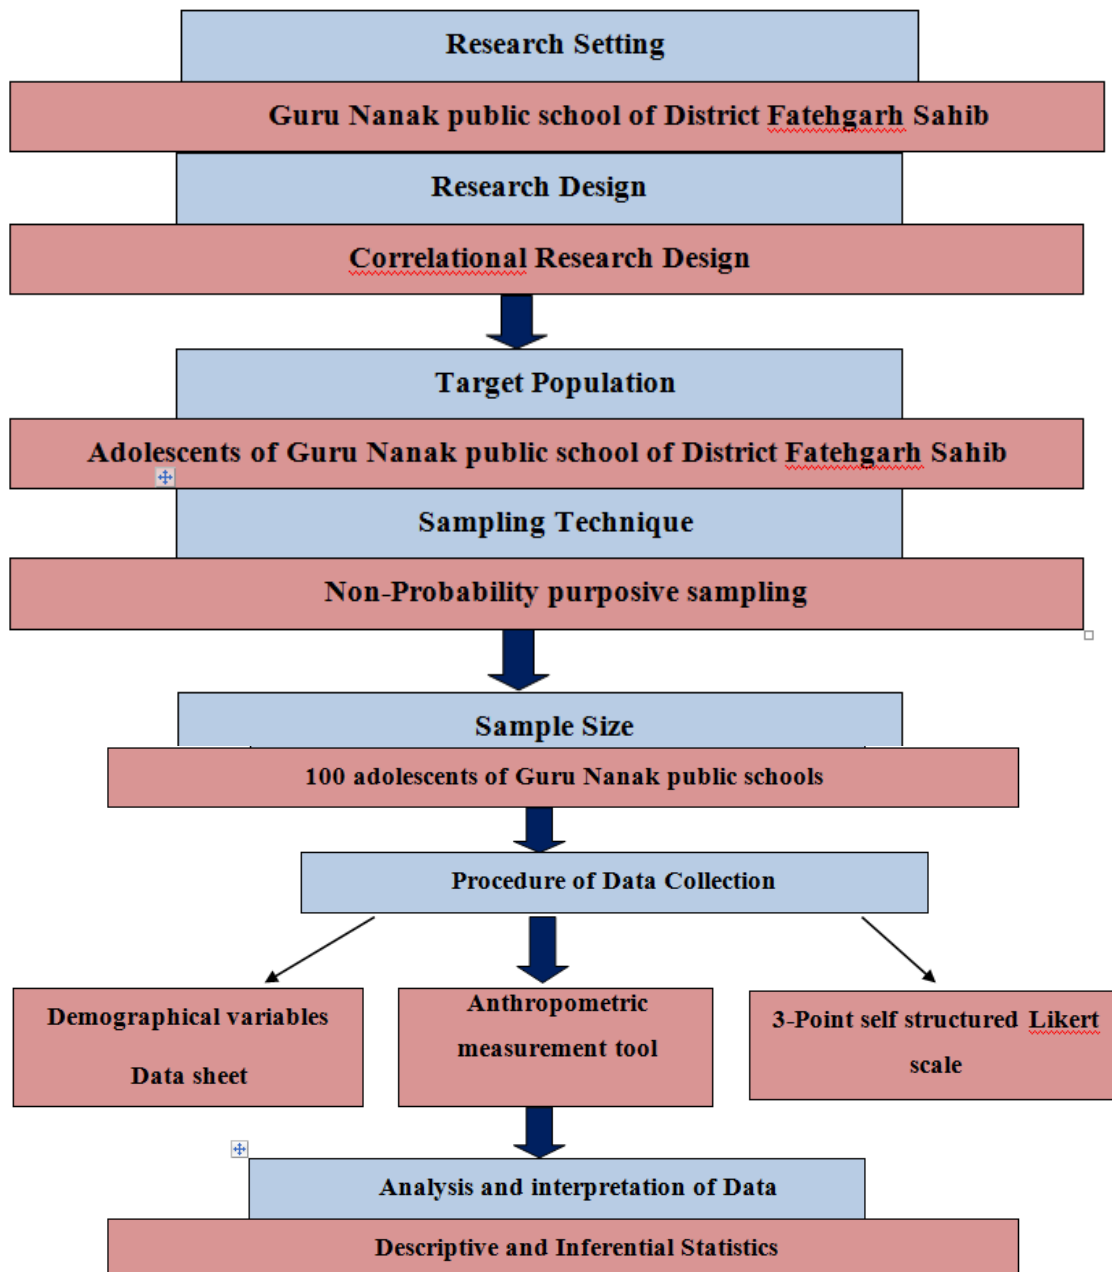 Research Setting
Guru Nanak public school of District Fatehgarh Sahib
Research Design
Correlational Research Design
Target Population
Adolescents of Guru Nanak public school of District Fatehgarh Sahib
Sampling Technique
Non-Probability purposive sampling
Sample Size
100 adolescents of Guru Nanak public schools
Procedure of Data Collection
Demographical variables
Data sheet
Anthropometric
measurement tool
3-Point self structured Likert
scale
Analysis and interpretation of Data
Descriptive and Inferential Statistics